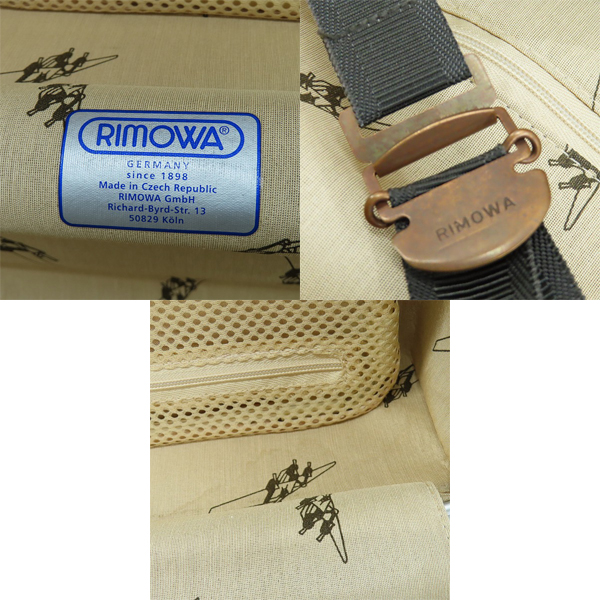 RIMOWA®
GERMANY
since 1898
Made in Czech Republic
RIMOWA GmbH
Richard-Byrd-Str. 13
50829 Köln
RIMOWA